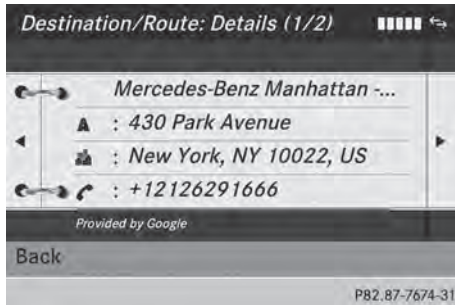 Destination/Route: Details (1/2)
Mercedes-Benz Manhattan -...
: 430 Park Avenue
: New York, NY 10022, US
: +12126291666
Provided by Google
Back
P82.87-7674-31